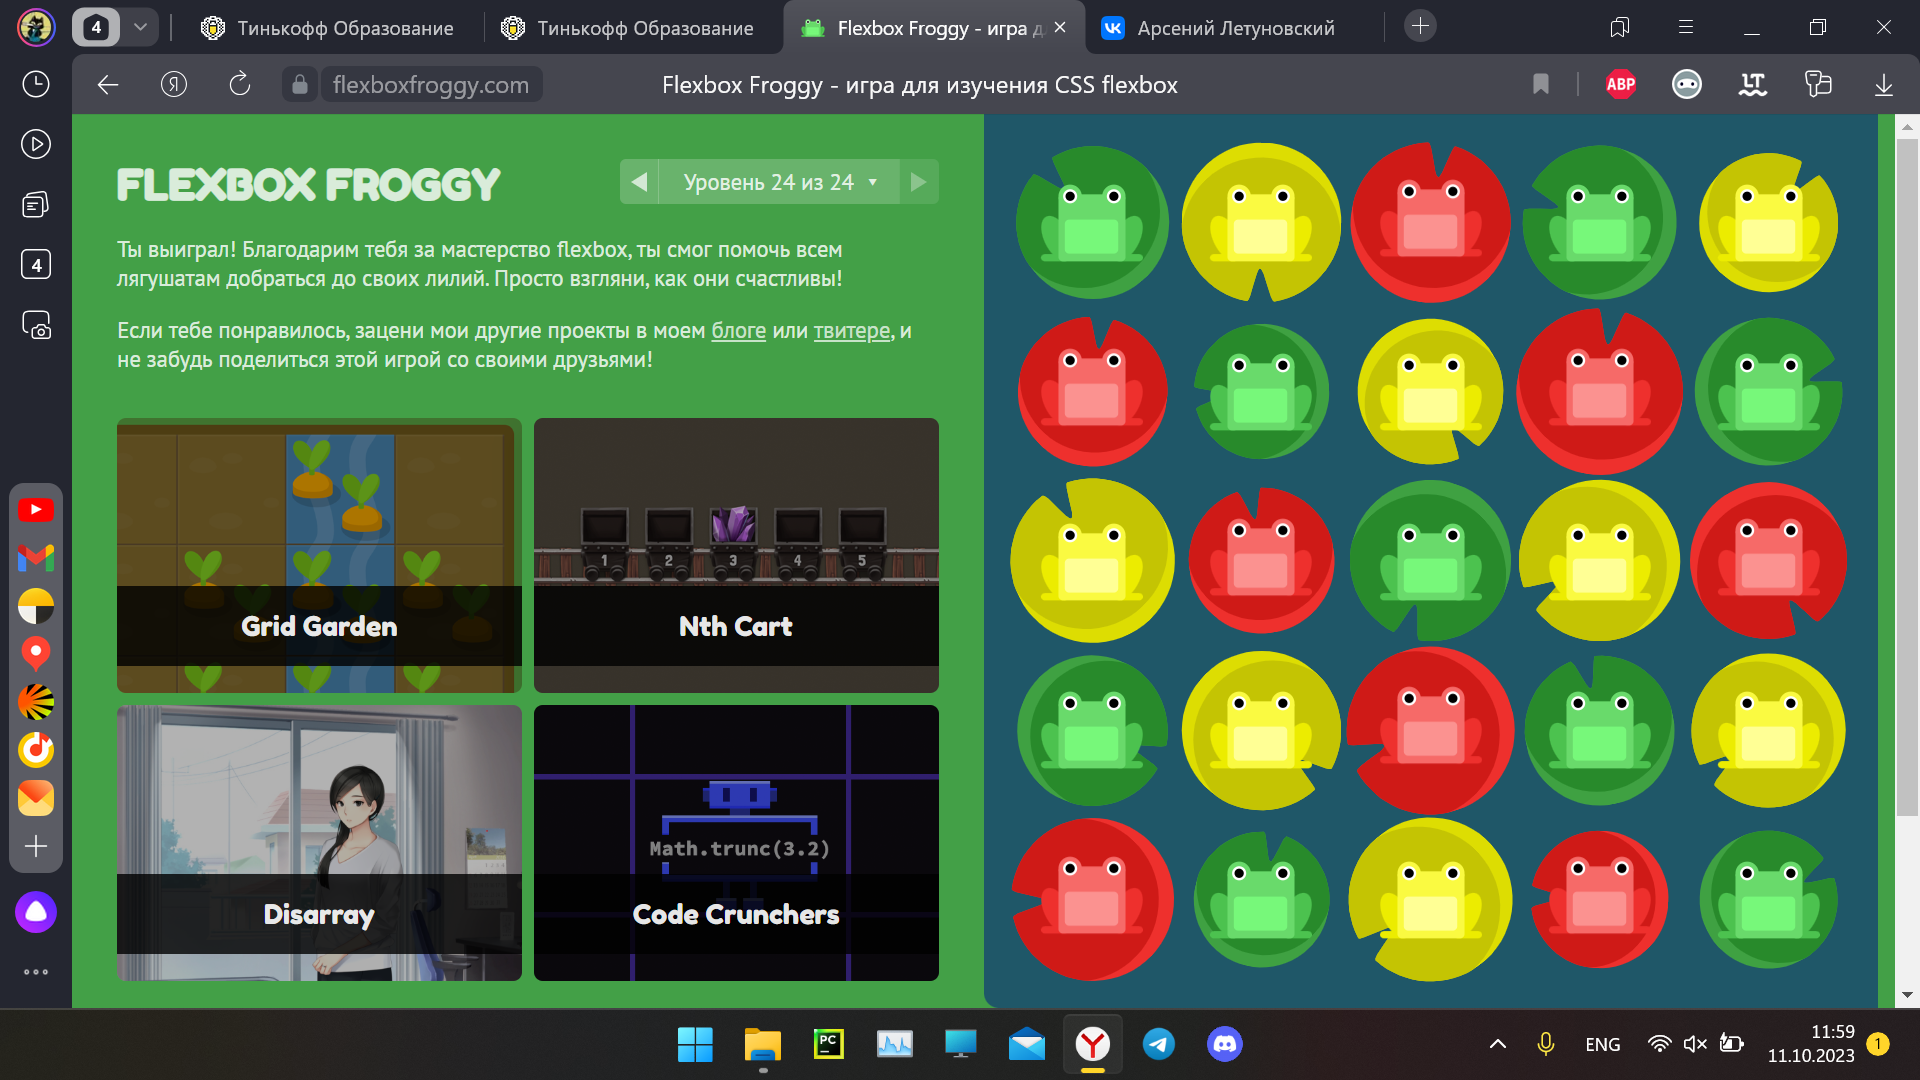 4
Тинькофф Образование
Тинькофф Образование
Flexbox Froggy - игра д
Арсений Летуновский
flexboxfroggy.com
Flexbox Froggy - игра для изучения CSS flexbox
ABP
LT
4
FLEXBOX FROGGY
Уровень 24 из 24
Ты выиграл! Благодарим тебя за мастерство flexbox, ты смог помочь всем
лягушатам добраться до своих лилий. Просто взгляни, как они счастливы!
Если тебе понравилось, зацени мои другие проекты в моем блоге или твитере, и
не забудь поделиться этой игрой со своими друзьями!
Grid Garden
1 2 3 4 5
Nth Cart
Disarray
Math.trunc(3.2)
Code Crunchers
PC
ENG
11:59
11.10.2023
1